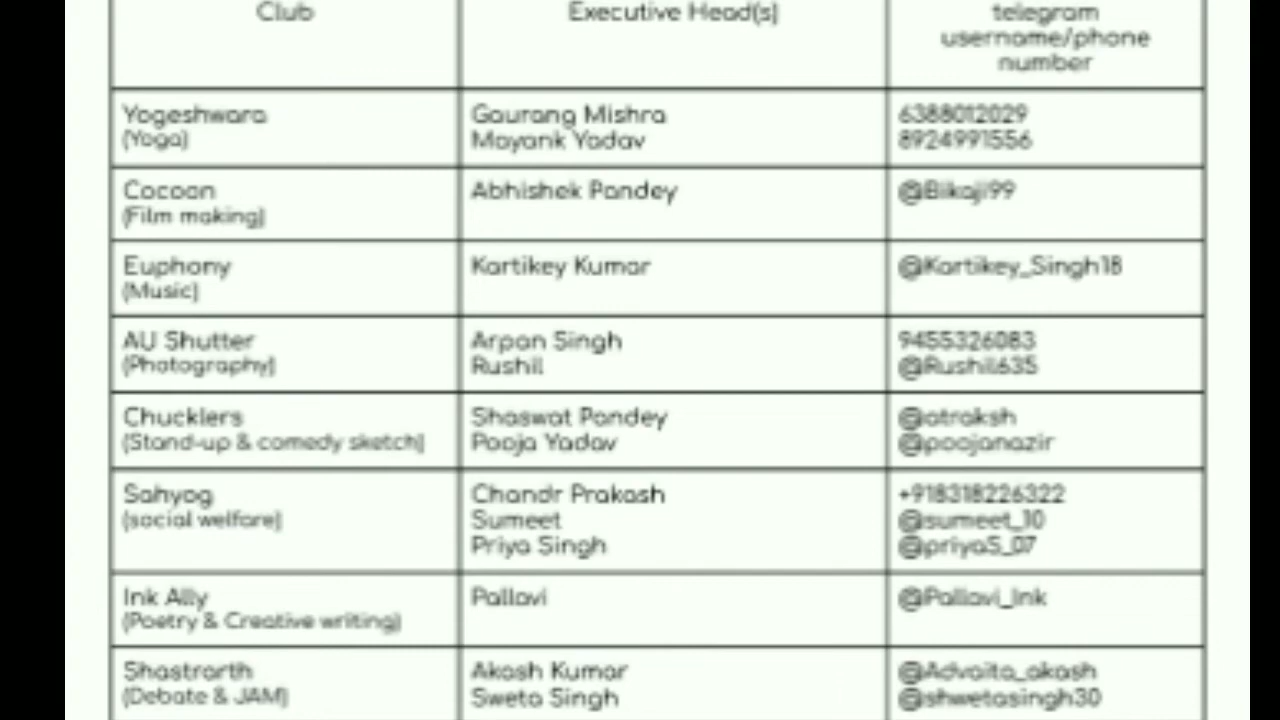 Club Executive Head(s) telegram
username/phone
number
Yogeshwara Gaurang Mishra 6388012029
(Yoga) Mayank Yadav 8924991556
Cocoon Abhishek Pandey @Bikaji99
(Film making)
Euphony Kartikey Kumar @Kartikey_Singh18
(Music)
AU Shutter Arpan Singh 9455326083
(Photography) Rushil @Rushil635
Chucklers Shaswat Pandey @atraksh
(Stand-up & comedy sketch) Pooja Yadav @poojanazir
Sahyog Chandr Prakash +918318226322
(social welfare) Sumeet @sumeet_10
Priya Singh @priyaS_07
Ink Ally Pallavi @Pallavi_Ink
(Poetry & Creative writing)
Shastrarth Akash Kumar @Advaita_akash
(Debate & JAM) Sweta Singh @shwetasingh30